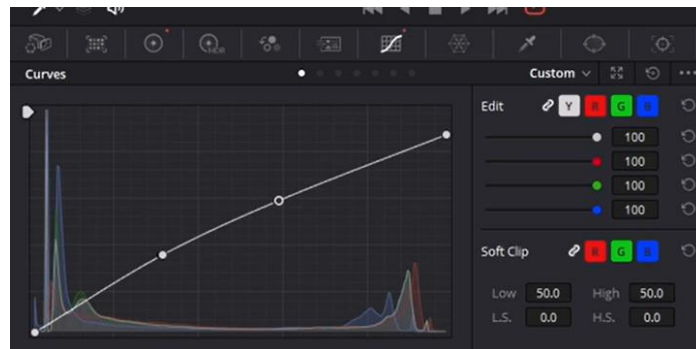 HDR
Curves
Custom
Edit Y R G B
100
100
100
100
Soft Clip R G B
Low 50.0 High 50.0
L.S. 0.0 H.S. 0.0